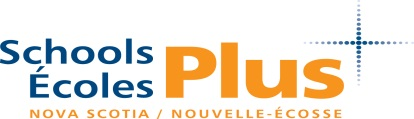 Schools
Écoles Plus
NOVA SCOTIA / NOUVELLE-ÉCOSSE